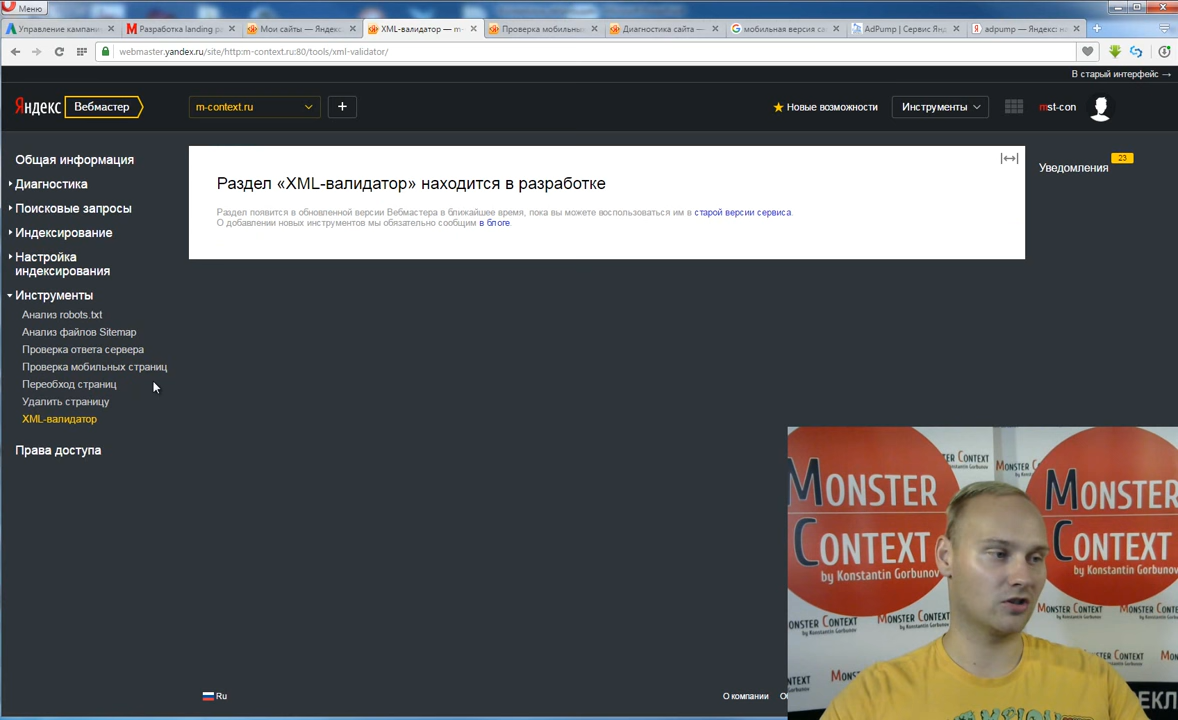 Меню
Управление кампани
Разработка landing p
Мои сайты — Яндек
XML-валидатор — m-
Проверка мобильны
Диагностика сайта —
мобильная версия са
AdPump | Сервис Ян
adpump — Яндекс: н
webmaster.yandex.ru/site/http:m-context.ru:80/tools/xml-validator/
В старый интерфейс →
Яндекс Вебмастер
m-context.ru
+
Новые возможности
Инструменты
mst-con
Общая информация
Диагностика
Поисковые запросы
Индексирование
Настройка
индексирования
Инструменты
Анализ robots.txt
Анализ файлов Sitemap
Проверка ответа сервера
Проверка мобильных страниц
Переобход страниц
Удалить страницу
XML-валидатор
Права доступа
Раздел «XML-валидатор» находится в разработке
Раздел появится в обновленной версии Вебмастера в ближайшее время, пока вы можете воспользоваться им в старой версии сервиса.
О добавлении новых инструментов мы обязательно сообщим в блоге
Уведомления
23
Ru
О компании
MONSTER
CONTEXT
by Konstantin Gorbunov
MONSTER
CONTEXT
by Konstantin Gorbunov